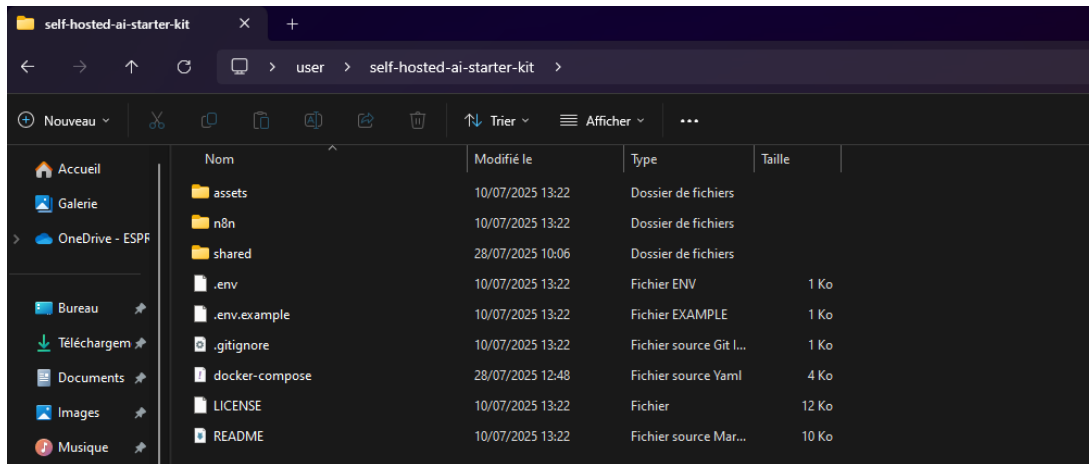 self-hosted-ai-starter-kit
user > self-hosted-ai-starter-kit >
Nouveau Trier Afficher
Nom Modifié le Type Taille
Accueil
Galerie
OneDrive - ESPR
Bureau
Téléchargem
Documents
Images
Musique
assets 10/07/2025 13:22 Dossier de fichiers
n8n 10/07/2025 13:22 Dossier de fichiers
shared 28/07/2025 10:06 Dossier de fichiers
.env 10/07/2025 13:22 Fichier ENV 1 Ko
.env.example 10/07/2025 13:22 Fichier EXAMPLE 1 Ko
.gitignore 10/07/2025 13:22 Fichier source Git I... 1 Ko
docker-compose 28/07/2025 12:48 Fichier source Yaml 4 Ko
LICENSE 10/07/2025 13:22 Fichier 12 Ko
README 10/07/2025 13:22 Fichier source Mar... 10 Ko